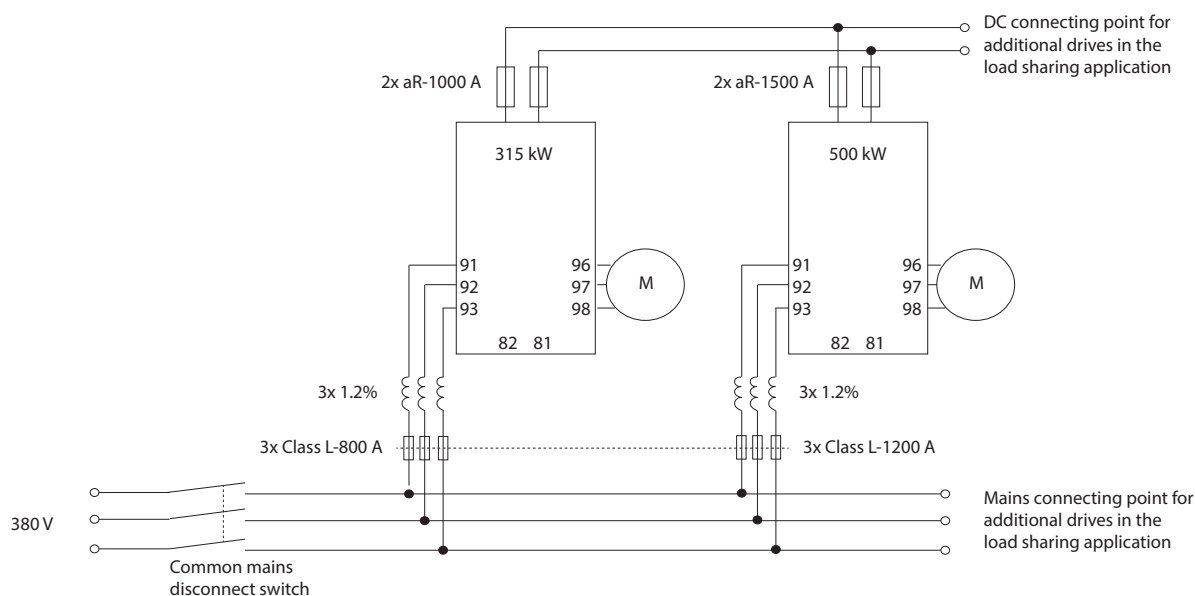 DC connecting point for
additional drives in the
load sharing application
2x aR-1000 A
2x aR-1500 A
315 kW
500 kW
91
96
92
97
93
98
M
82 81
91
96
92
97
93
98
M
82 81
3x 1.2%
3x 1.2%
3x Class L-800 A
3x Class L-1200 A
380 V
Mains connecting point for
additional drives in the
load sharing application
Common mains
disconnect switch